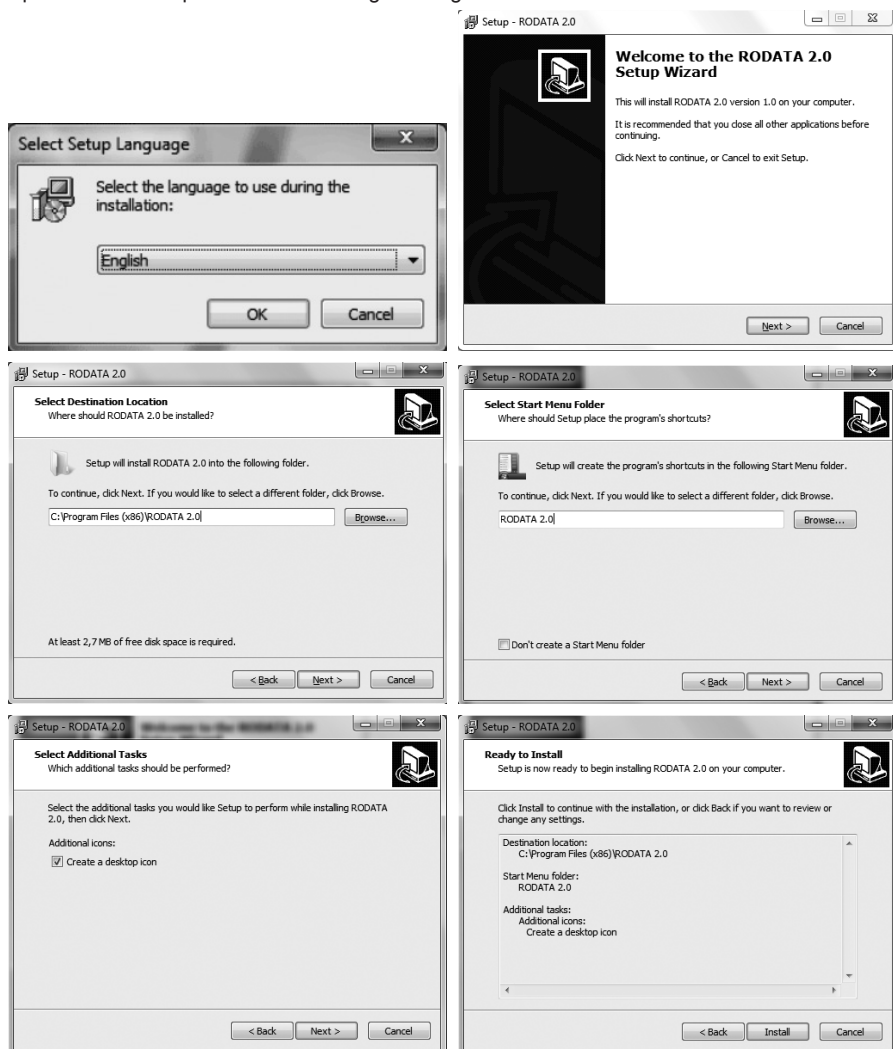 Setup - RODATA 2.0
Welcome to the RODATA 2.0
Setup Wizard
This will install RODATA 2.0 version 1.0 on your computer.
It is recommended that you close all other applications before
continuing.
Click Next to continue, or Cancel to exit Setup.
Next >
Cancel
Select Setup Language
Select the language to use during the
installation:
English
OK
Cancel
Setup - RODATA 2.0
Select Destination Location
Where should RODATA 2.0 be installed?
Setup will install RODATA 2.0 into the following folder.
To continue, click Next. If you would like to select a different folder, click Browse.
C:\Program Files (x86)\RODATA 2.0
Browse...
At least 2,7 MB of free disk space is required.
< Back
Next >
Cancel
Setup - RODATA 2.0
Select Start Menu Folder
Where should Setup place the program's shortcuts?
Setup will create the program's shortcuts in the following Start Menu folder.
To continue, click Next. If you would like to select a different folder, click Browse.
RODATA 2.0
Browse...
Don't create a Start Menu folder
< Back
Next >
Cancel
Setup - RODATA 2.0
Select Additional Tasks
Which additional tasks should be performed?
Select the additional tasks you would like Setup to perform while installing RODATA
2.0, then click Next.
Additional icons:
Create a desktop icon
< Back
Next >
Cancel
Setup - RODATA 2.0
Ready to Install
Setup is now ready to begin installing RODATA 2.0 on your computer.
Click Install to continue with the installation, or click Back if you want to review or
change any settings.
Destination location:
C:\Program Files (x86)\RODATA 2.0
Start Menu folder:
RODATA 2.0
Additional tasks:
Additional icons:
Create a desktop icon
< Back
Install
Cancel